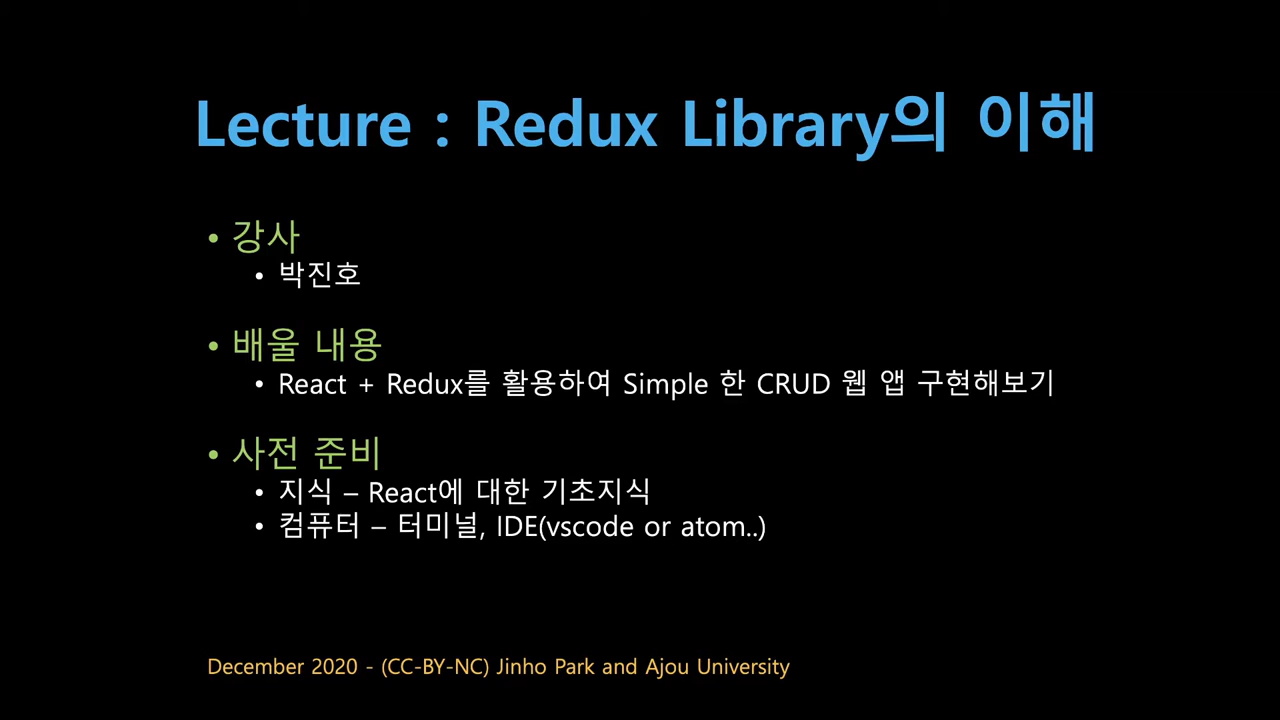 Lecture : Redux Library의 이해
• 강사
• 박진호
• 배울 내용
• React + Redux를 활용하여 Simple 한 CRUD 웹 앱 구현해보기
• 사전 준비
• 지식 – React에 대한 기초지식
• 컴퓨터 – 터미널, IDE(vscode or atom..)
December 2020 - (CC-BY-NC) Jinho Park and Ajou University